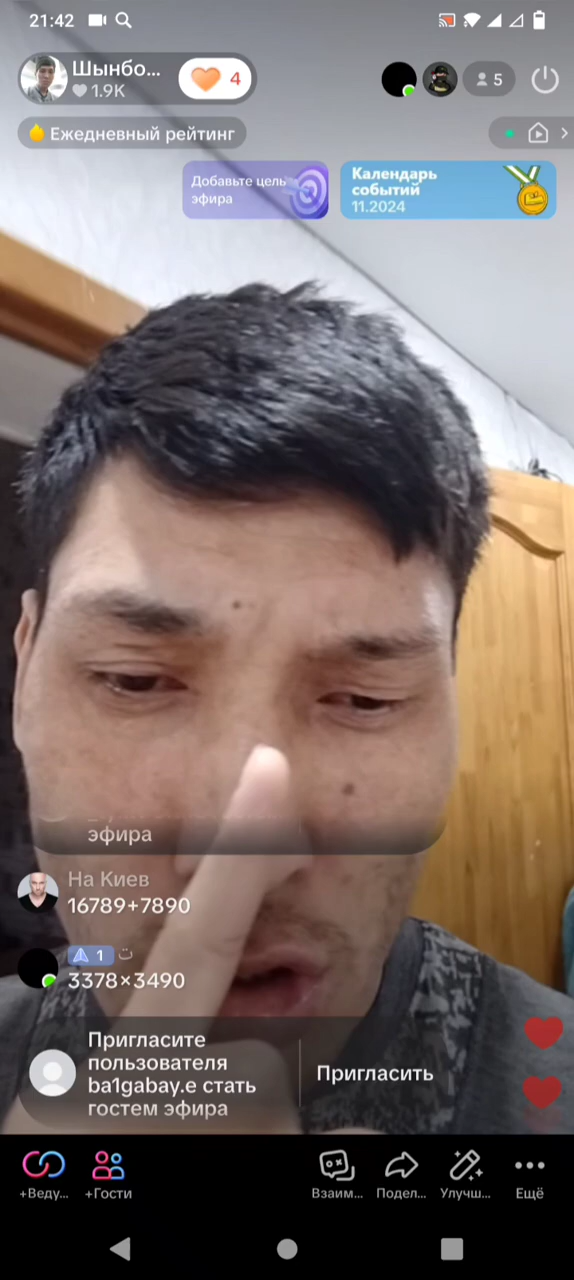 21:42
Шынбо...
1.9K
4
5
Ежедневный рейтинг
Добавьте цель
эфира
Календарь
событий
11.2024
эфира
На Киев
16789+7890
1 ت
3378×3490
Пригласите
пользователя
ba1gabay.e стать
гостем эфира
Пригласить
+Веду...
+Гости
Взаим...
Подел...
Улучш...
Ещё